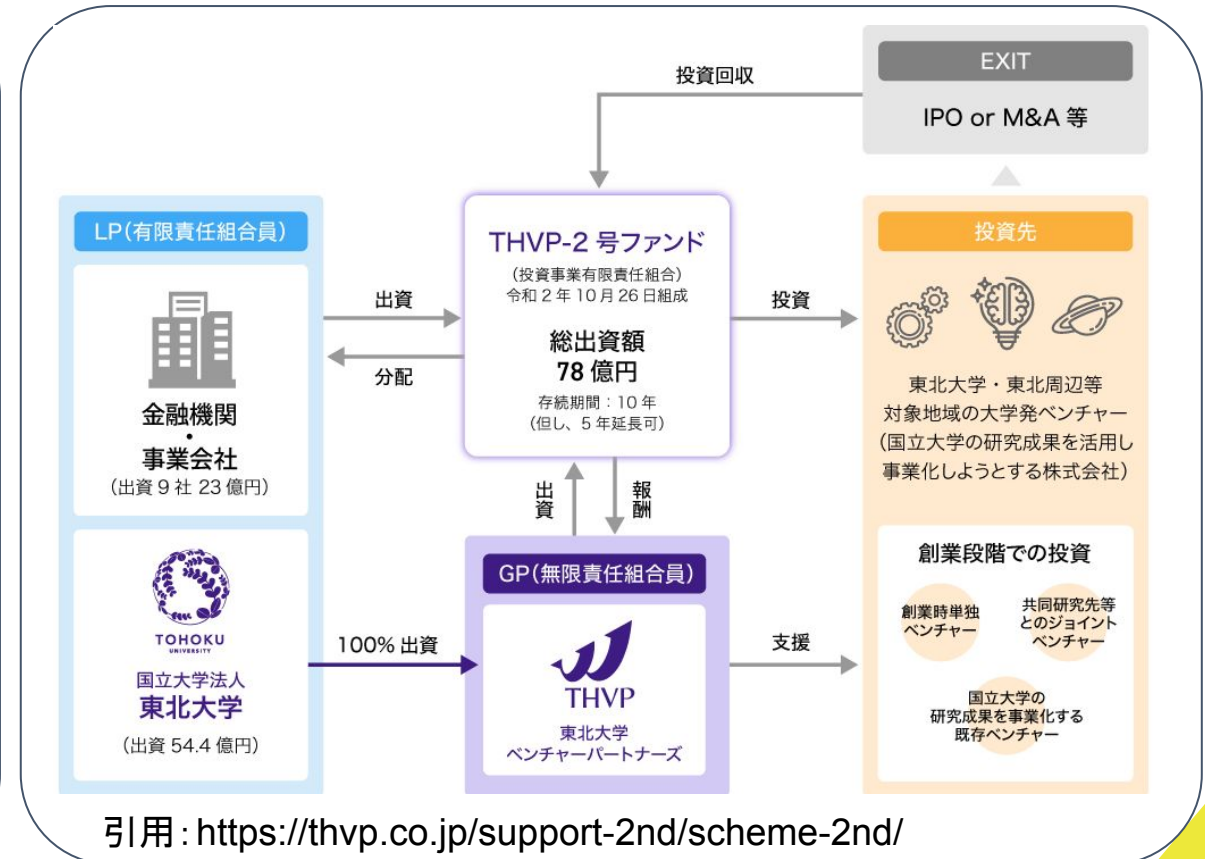 EXIT
IPO or M&A 等
投資回収
LP(有限責任組合員)
金融機関
・
事業会社
(出資 9 社 23 億円)
TOHOKU
UNIVERSITY
国立大学法人
東北大学
(出資 54.4 億円)
出資
分配
100% 出資
THVP-2 号ファンド
(投資事業有限責任組合)
令和 2 年 10 月 26 日組成
総出資額
78 億円
存続期間:10 年
(但し、5 年延長可)
出資
報酬
GP(無限責任組合員)
THVP
東北大学
ベンチャーパートナーズ
投資
支援
投資先
東北大学・東北周辺等
対象地域の大学発ベンチャー
(国立大学の研究成果を活用し
事業化しようとする株式会社)
創業段階での投資
創業時単独
ベンチャー
共同研究先等
とのジョイント
ベンチャー
国立大学の
研究成果を事業化する
既存ベンチャー
引用:https://thvp.co.jp/support-2nd/scheme-2nd/